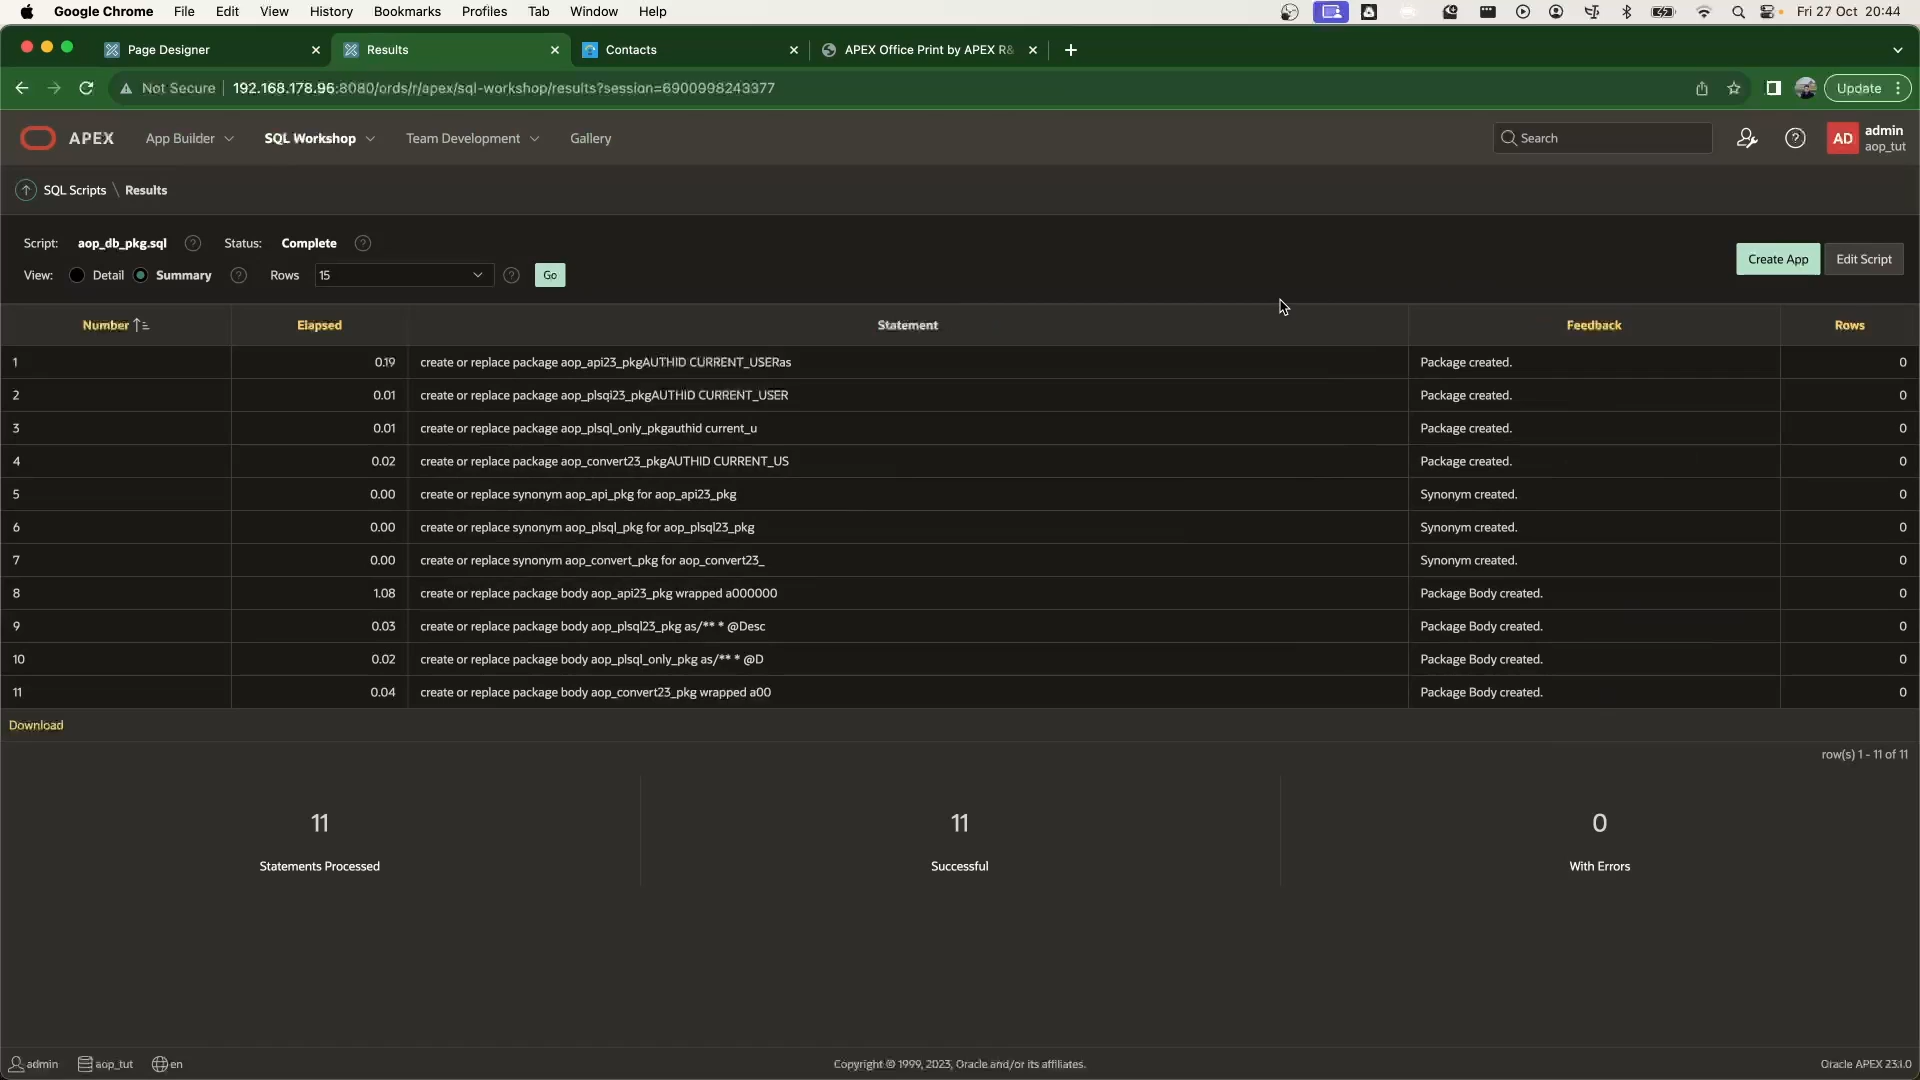 Google Chrome File Edit View History Bookmarks Profiles Tab Window Help Fri 27 Oct 20:44
Page Designer Results Contacts APEX Office Print by APEX R&
Not Secure 192.168.178.96:8080/ords/r/apex/sql-workshop/results?session=6900998243377 Update
APEX App Builder SQL Workshop Team Development Gallery Search AD admin
aop_tut
SQL Scripts \ Results
Script: aop_db_pkg.sql Status: Complete
View: Detail Summary Rows 15 Go
Create App Edit Script
Number Elapsed Statement Feedback Rows
1 0.19 create or replace package aop_api23_pkgAUTHID CURRENT_USERas Package created. 0
2 0.01 create or replace package aop_plsql23_pkgAUTHID CURRENT_USER Package created. 0
3 0.01 create or replace package aop_plsql_only_pkgauthid current_u Package created. 0
4 0.02 create or replace package aop_convert23_pkgAUTHID CURRENT_US Package created. 0
5 0.00 create or replace synonym aop_api_pkg for aop_api23_pkg Synonym created. 0
6 0.00 create or replace synonym aop_plsql_pkg for aop_plsql23_pkg Synonym created. 0
7 0.00 create or replace synonym aop_convert_pkg for aop_convert23_ Synonym created. 0
8 1.08 create or replace package body aop_api23_pkg wrapped a000000 Package Body created. 0
9 0.03 create or replace package body aop_plsql23_pkg as/** * @Desc Package Body created. 0
10 0.02 create or replace package body aop_plsql_only_pkg as/** * @D Package Body created. 0
11 0.04 create or replace package body aop_convert23_pkg wrapped a00 Package Body created. 0
Download
row(s) 1 - 11 of 11
11 11 0
Statements Processed Successful With Errors
admin aop_tut en Copyright © 1999, 2023, Oracle and/or its affiliates. Oracle APEX 23.1.0